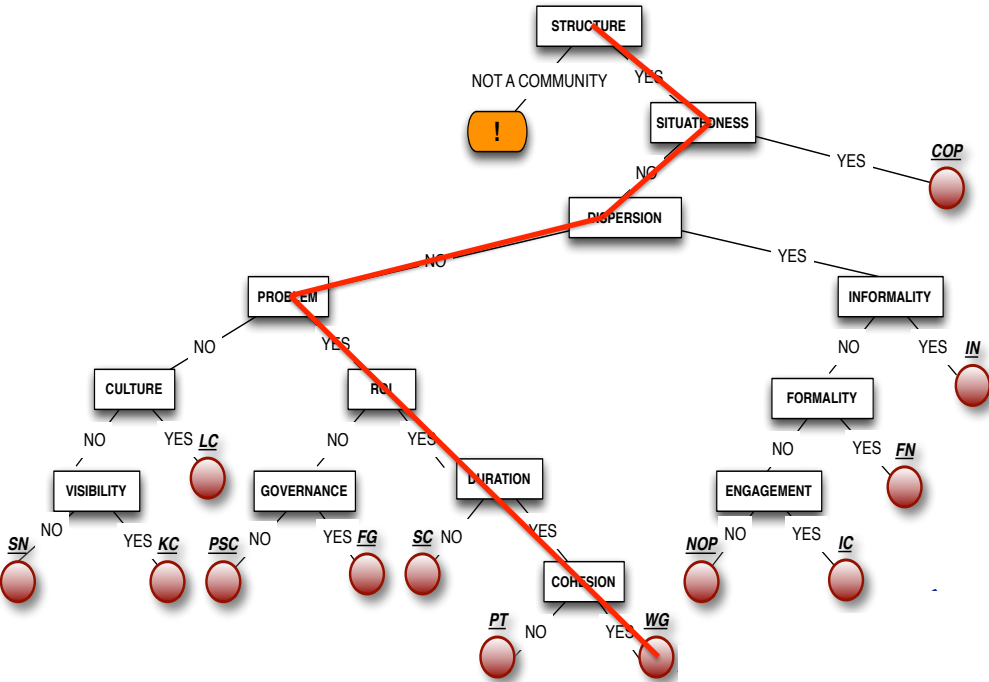 STRUCTURE
NOT A COMMUNITY
YES
!
SITUATEDNESS
YES
COP
NO
DISPERSION
NO
YES
PROBLEM
INFORMALITY
NO
YES
NO
YES
IN
CULTURE
ROI
FORMALITY
NO
YES
LC
NO
YES
NO
YES
FN
VISIBILITY
GOVERNANCE
DURATION
ENGAGEMENT
SN
NO
YES
KC
PSC
NO
YES
FG
SC
NO
YES
NOP
NO
YES
IC
COHESION
PT
NO
YES
WG